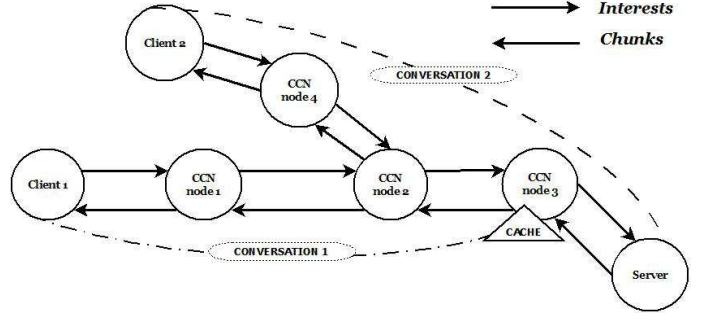 Interests
Chunks
Client 2
CONVERSATION 2
CCN
node 4
Client 1
CCN
node 1
CCN
node 2
CCN
node 3
CACHE
CONVERSATION 1
Server